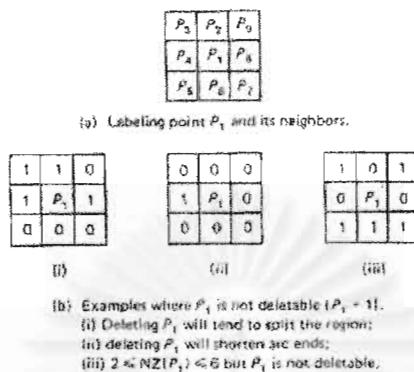 P₃ P₂ P₉
P₄ P₁ P₈
P₅ P₆ P₇
(a) Labeling point P₁ and its neighbors.
1 1 0
1 P₁ 1
0 0 0
(i)
0 0 0
1 P₁ 0
0 0 0
(ii)
1 0 1
0 P₁ 0
1 1 1
(iii)
(b) Examples where P₁ is not deletable (P₁ = 1).
(i) Deleting P₁ will tend to split the region;
(ii) deleting P₁ will shorten arc ends;
(iii) 2 ≤ NZ(P₁) ≤ 6 but P₁ is not deletable.